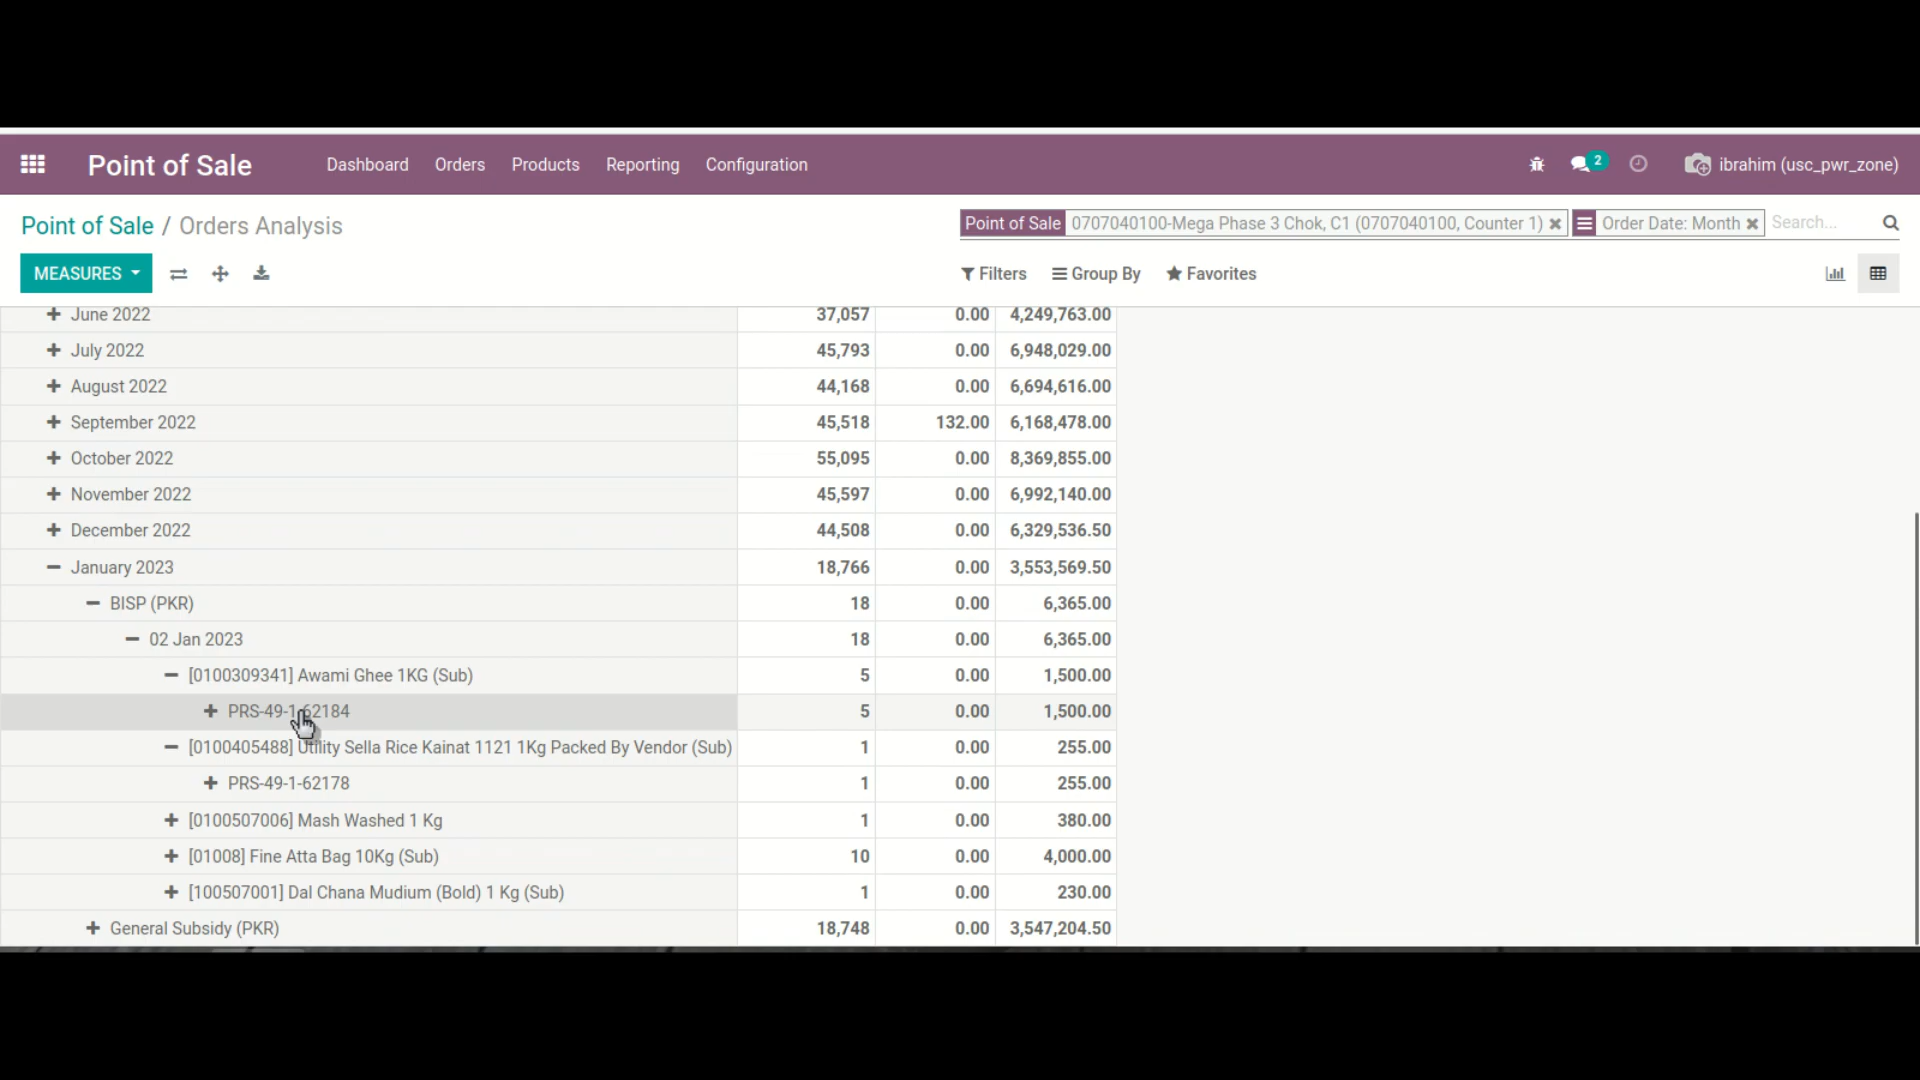 Point of Sale Dashboard Orders Products Reporting Configuration 2 ibrahim (usc_pwr_zone)
Point of Sale / Orders Analysis Point of Sale 0707040100-Mega Phase 3 Chok, C1 (0707040100, Counter 1) Order Date: Month Search...
MEASURES Filters Group By Favorites
June 2022 37,057 0.00 4,249,763.00
July 2022 45,793 0.00 6,948,029.00
August 2022 44,168 0.00 6,694,616.00
September 2022 45,518 132.00 6,168,478.00
October 2022 55,095 0.00 8,369,855.00
November 2022 45,597 0.00 6,992,140.00
December 2022 44,508 0.00 6,329,536.50
January 2023 18,766 0.00 3,553,569.50
BISP (PKR) 18 0.00 6,365.00
02 Jan 2023 18 0.00 6,365.00
[0100309341] Awami Ghee 1KG (Sub) 5 0.00 1,500.00
PRS-49-1-62184 5 0.00 1,500.00
[0100405488] Utility Sella Rice Kainat 1121 1Kg Packed By Vendor (Sub) 1 0.00 255.00
PRS-49-1-62178 1 0.00 255.00
[0100507006] Mash Washed 1 Kg 1 0.00 380.00
[01008] Fine Atta Bag 10Kg (Sub) 10 0.00 4,000.00
[100507001] Dal Chana Mudium (Bold) 1 Kg (Sub) 1 0.00 230.00
General Subsidy (PKR) 18,748 0.00 3,547,204.50